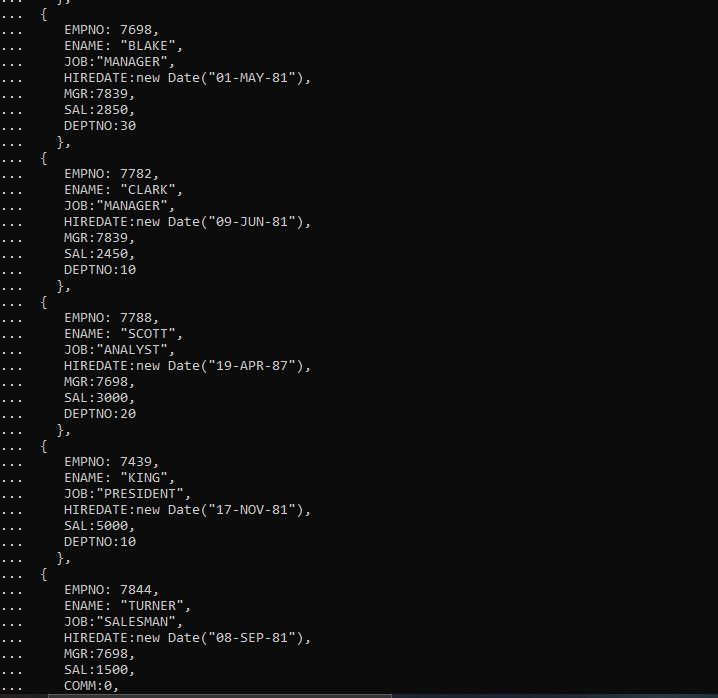 ... },
... {
... EMPNO: 7698,
... ENAME: "BLAKE",
... JOB:"MANAGER",
... HIREDATE:new Date("01-MAY-81"),
... MGR:7839,
... SAL:2850,
... DEPTNO:30
... },
... {
... EMPNO: 7782,
... ENAME: "CLARK",
... JOB:"MANAGER",
... HIREDATE:new Date("09-JUN-81"),
... MGR:7839,
... SAL:2450,
... DEPTNO:10
... },
... {
... EMPNO: 7788,
... ENAME: "SCOTT",
... JOB:"ANALYST",
... HIREDATE:new Date("19-APR-87"),
... MGR:7698,
... SAL:3000,
... DEPTNO:20
... },
... {
... EMPNO: 7439,
... ENAME: "KING",
... JOB:"PRESIDENT",
... HIREDATE:new Date("17-NOV-81"),
... SAL:5000,
... DEPTNO:10
... },
... {
... EMPNO: 7844,
... ENAME: "TURNER",
... JOB:"SALESMAN",
... HIREDATE:new Date("08-SEP-81"),
... MGR:7698,
... SAL:1500,
... COMM:0,